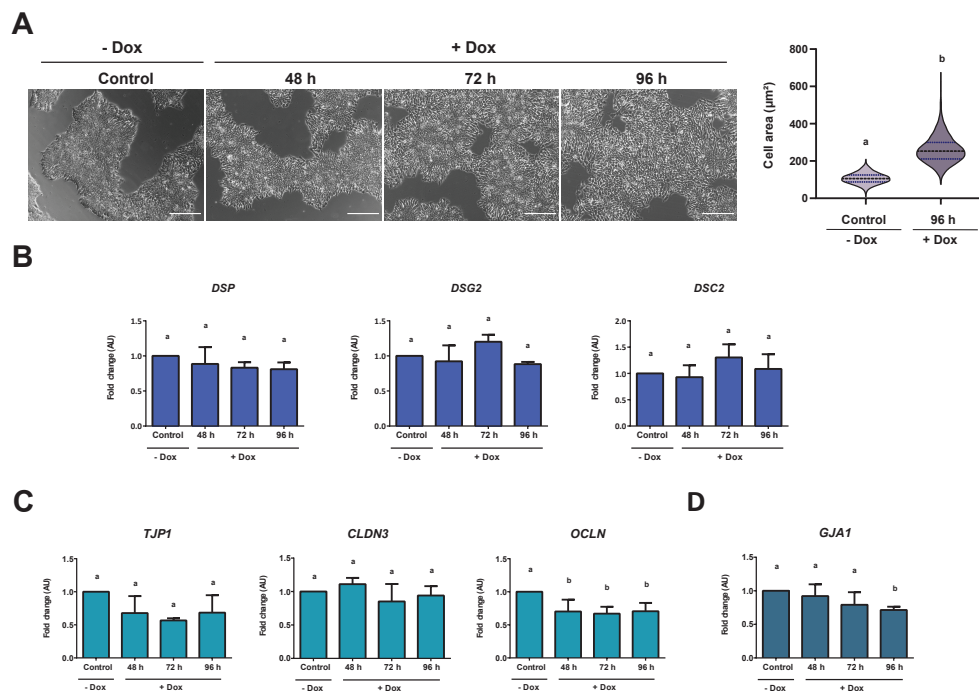 A
- Dox
+ Dox
Control
48 h
72 h
96 h
800
600
400
200
0
Cell area (µm²)
a
b
Control
96 h
- Dox
+ Dox
B
DSP
1.5
1.0
0.5
0.0
Fold change (AU)
a
a
a
a
Control
48 h
72 h
96 h
- Dox
+ Dox
DSG2
1.5
1.0
0.5
0.0
Fold change (AU)
a
a
a
a
Control
48 h
72 h
96 h
- Dox
+ Dox
DSC2
2.0
1.5
1.0
0.5
0.0
Fold change (AU)
a
a
a
a
Control
48 h
72 h
96 h
- Dox
+ Dox
C
TJP1
1.5
1.0
0.5
0.0
Fold change (AU)
a
a
a
a
Control
48 h
72 h
96 h
- Dox
+ Dox
CLDN3
1.5
1.0
0.5
0.0
Fold change (AU)
a
a
a
a
Control
48 h
72 h
96 h
- Dox
+ Dox
OCLN
1.5
1.0
0.5
0.0
Fold change (AU)
a
b
b
b
Control
48 h
72 h
96 h
- Dox
+ Dox
D
GJA1
1.5
1.0
0.5
0.0
Fold change (AU)
a
a
a
b
Control
48 h
72 h
96 h
- Dox
+ Dox